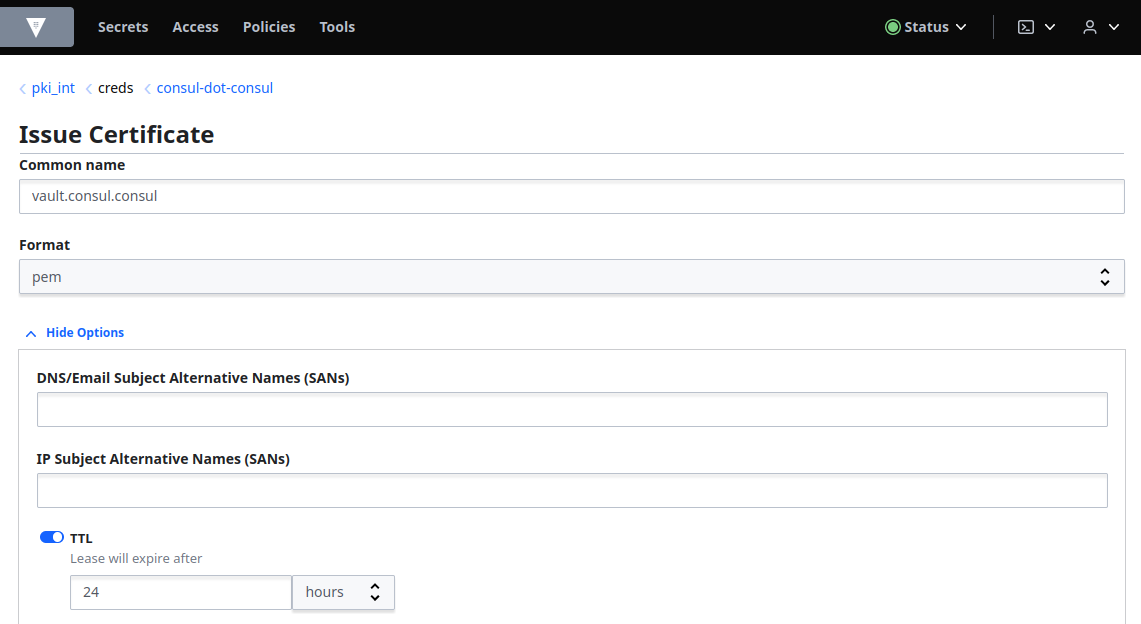 Secrets Access Policies Tools Status
pki_int creds consul-dot-consul
Issue Certificate
Common name
vault.consul.consul
Format
pem
Hide Options
DNS/Email Subject Alternative Names (SANs)
IP Subject Alternative Names (SANs)
TTL
Lease will expire after
24 hours